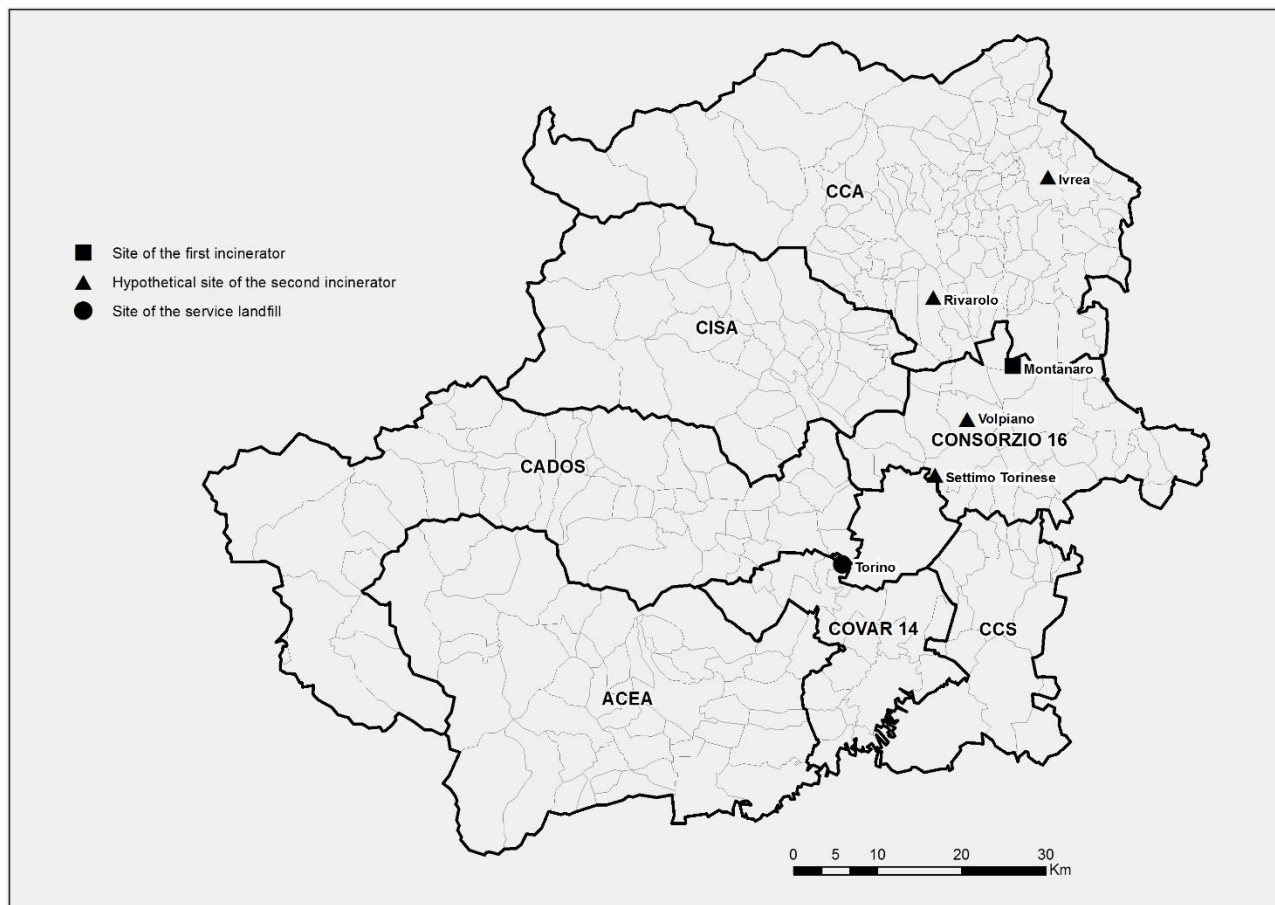 CCA
Ivrea
Site of the first incinerator
Hypothetical site of the second incinerator
Site of the service landfill
Rivarolo
CISA
Montanaro
Volpiano
CONSORZIO 16
CADOS
Settimo Torinese
Torino
COVAR 14
CCS
ACEA
0 5 10 20 30
Km